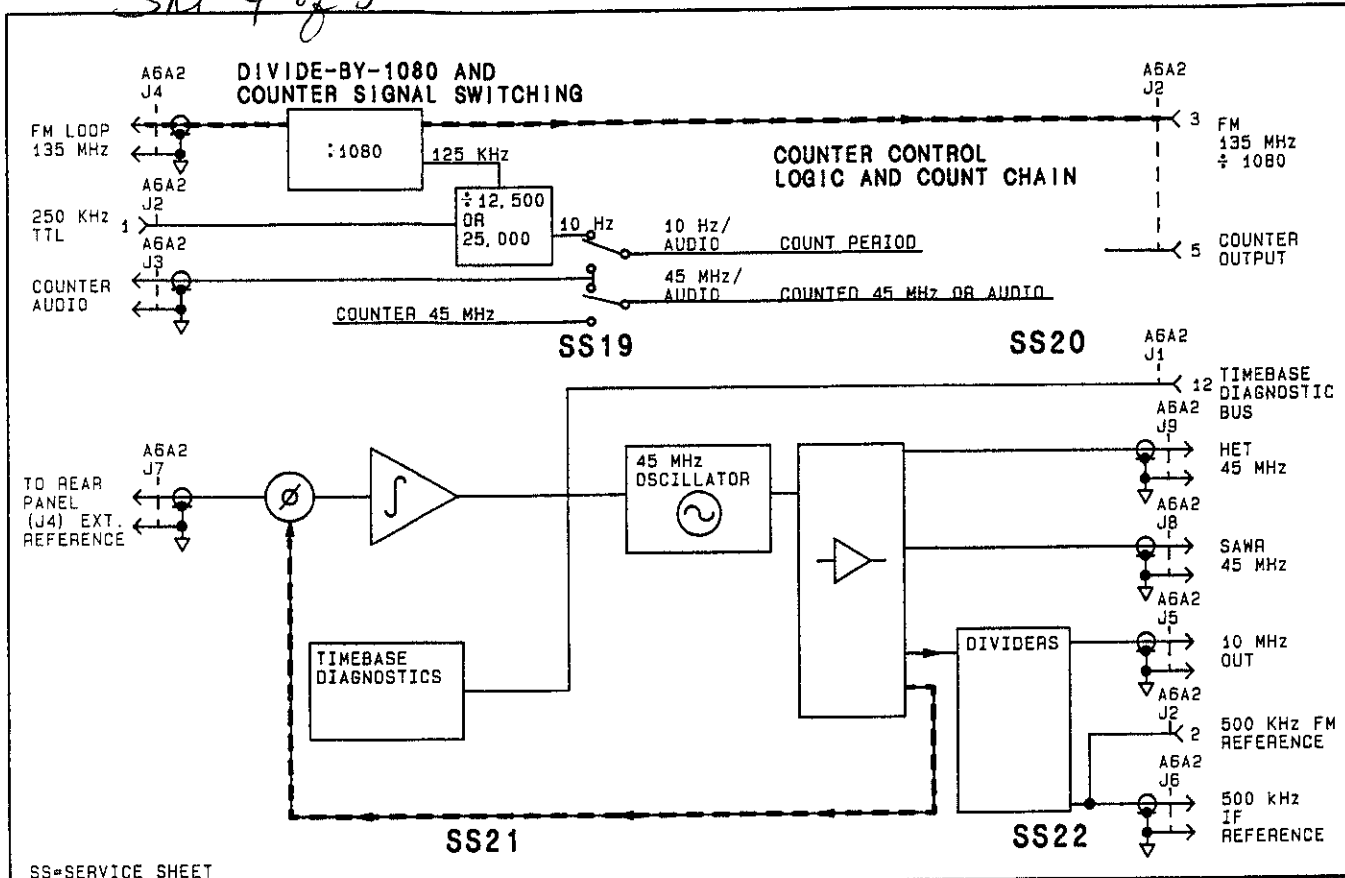 A6A2
J4
DIVIDE-BY-1080 AND
COUNTER SIGNAL SWITCHING
A6A2
J2
FM LOOP
135 MHz
:1080
125 KHz
3
FM
135 MHz
÷ 1080
COUNTER CONTROL
LOGIC AND COUNT CHAIN
A6A2
J2
250 KHz
TTL
1
÷12,500
OR
25,000
10 Hz
10 Hz/
AUDIO
COUNT PERIOD
5
COUNTER
OUTPUT
A6A2
J3
COUNTER
AUDIO
45 MHz/
AUDIO
COUNTED 45 MHz OR AUDIO
COUNTER 45 MHz
SS19
SS20
A6A2
J1
12
TIMEBASE
DIAGNOSTIC
BUS
A6A2
J9
HET
45 MHz
A6A2
J7
TO REAR
PANEL
(J4) EXT.
REFERENCE
∅
∫
45 MHz
OSCILLATOR
A6A2
J8
SAWR
45 MHz
A6A2
J5
10 MHz
OUT
TIMEBASE
DIAGNOSTICS
DIVIDERS
A6A2
J2
2
500 KHz FM
REFERENCE
A6A2
J6
500 kHz
IF
REFERENCE
SS21
SS22
SS=SERVICE SHEET